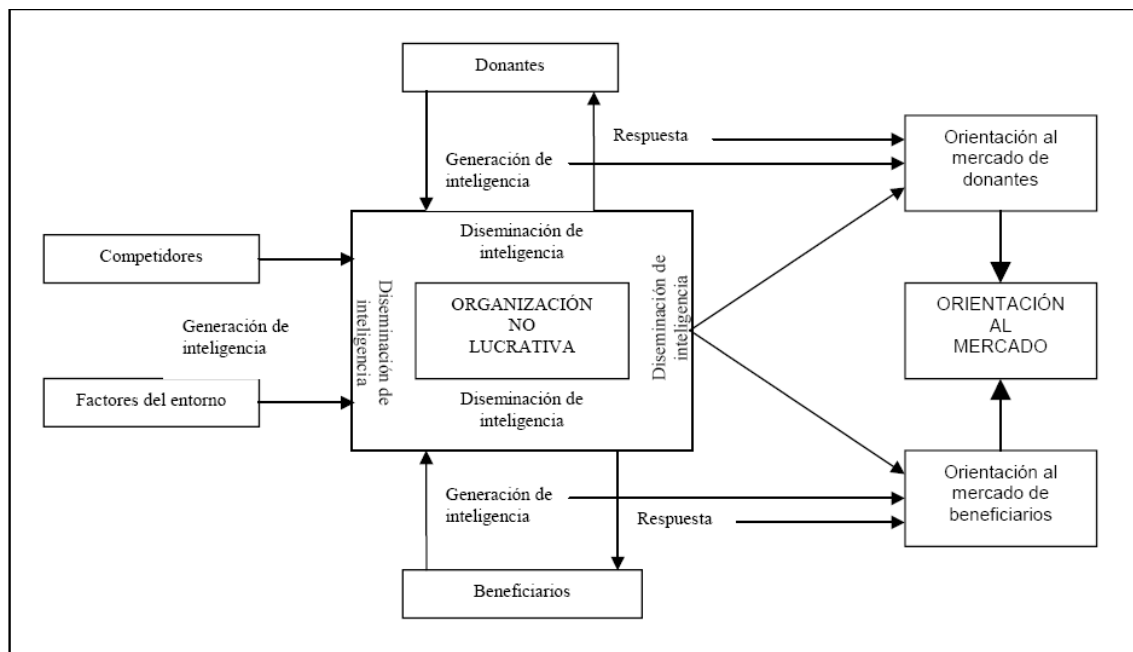 Donantes
Respuesta
Orientación al
mercado de
donantes
Generación de
inteligencia
Diseminación de
inteligencia
Competidores
Diseminación de
inteligencia
ORGANIZACIÓN
NO
LUCRATIVA
Diseminación de
inteligencia
ORIENTACIÓN
AL
MERCADO
Generación de
inteligencia
Factores del entorno
Diseminación de
inteligencia
Orientación al
mercado de
beneficiarios
Generación de
inteligencia
Respuesta
Beneficiarios